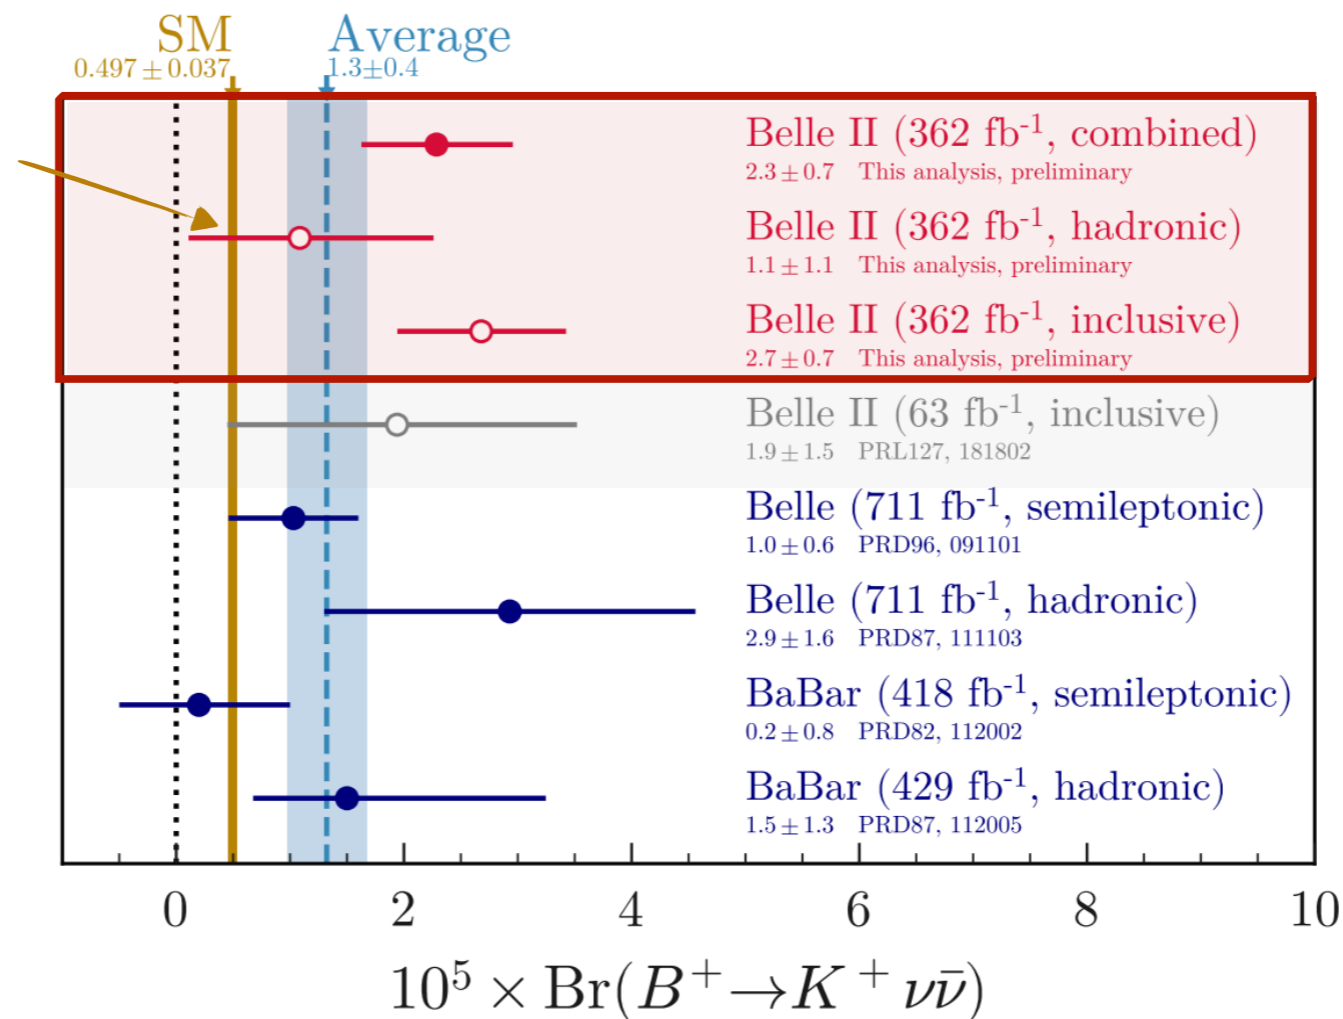 SM
0.497 ± 0.037
Average
1.3±0.4
Belle II (362 fb⁻¹, combined)
2.3 ± 0.7 This analysis, preliminary
Belle II (362 fb⁻¹, hadronic)
1.1 ± 1.1 This analysis, preliminary
Belle II (362 fb⁻¹, inclusive)
2.7 ± 0.7 This analysis, preliminary
Belle II (63 fb⁻¹, inclusive)
1.9 ± 1.5 PRL127, 181802
Belle (711 fb⁻¹, semileptonic)
1.0 ± 0.6 PRD96, 091101
Belle (711 fb⁻¹, hadronic)
2.9 ± 1.6 PRD87, 111103
BaBar (418 fb⁻¹, semileptonic)
0.2 ± 0.8 PRD82, 112002
BaBar (429 fb⁻¹, hadronic)
1.5 ± 1.3 PRD87, 112005
0 2 4 6 8 10
10⁵ × Br(B⁺→K⁺νν̄)